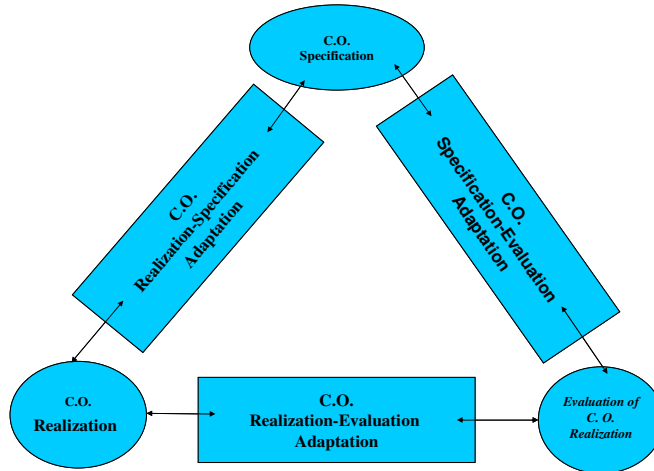 C.O.
Specification
C.O.
Realization-Specification
Adaptation
C.O.
Specification-Evaluation
Adaptation
C.O.
Realization
C.O.
Realization-Evaluation
Adaptation
Evaluation of
C. O.
Realization